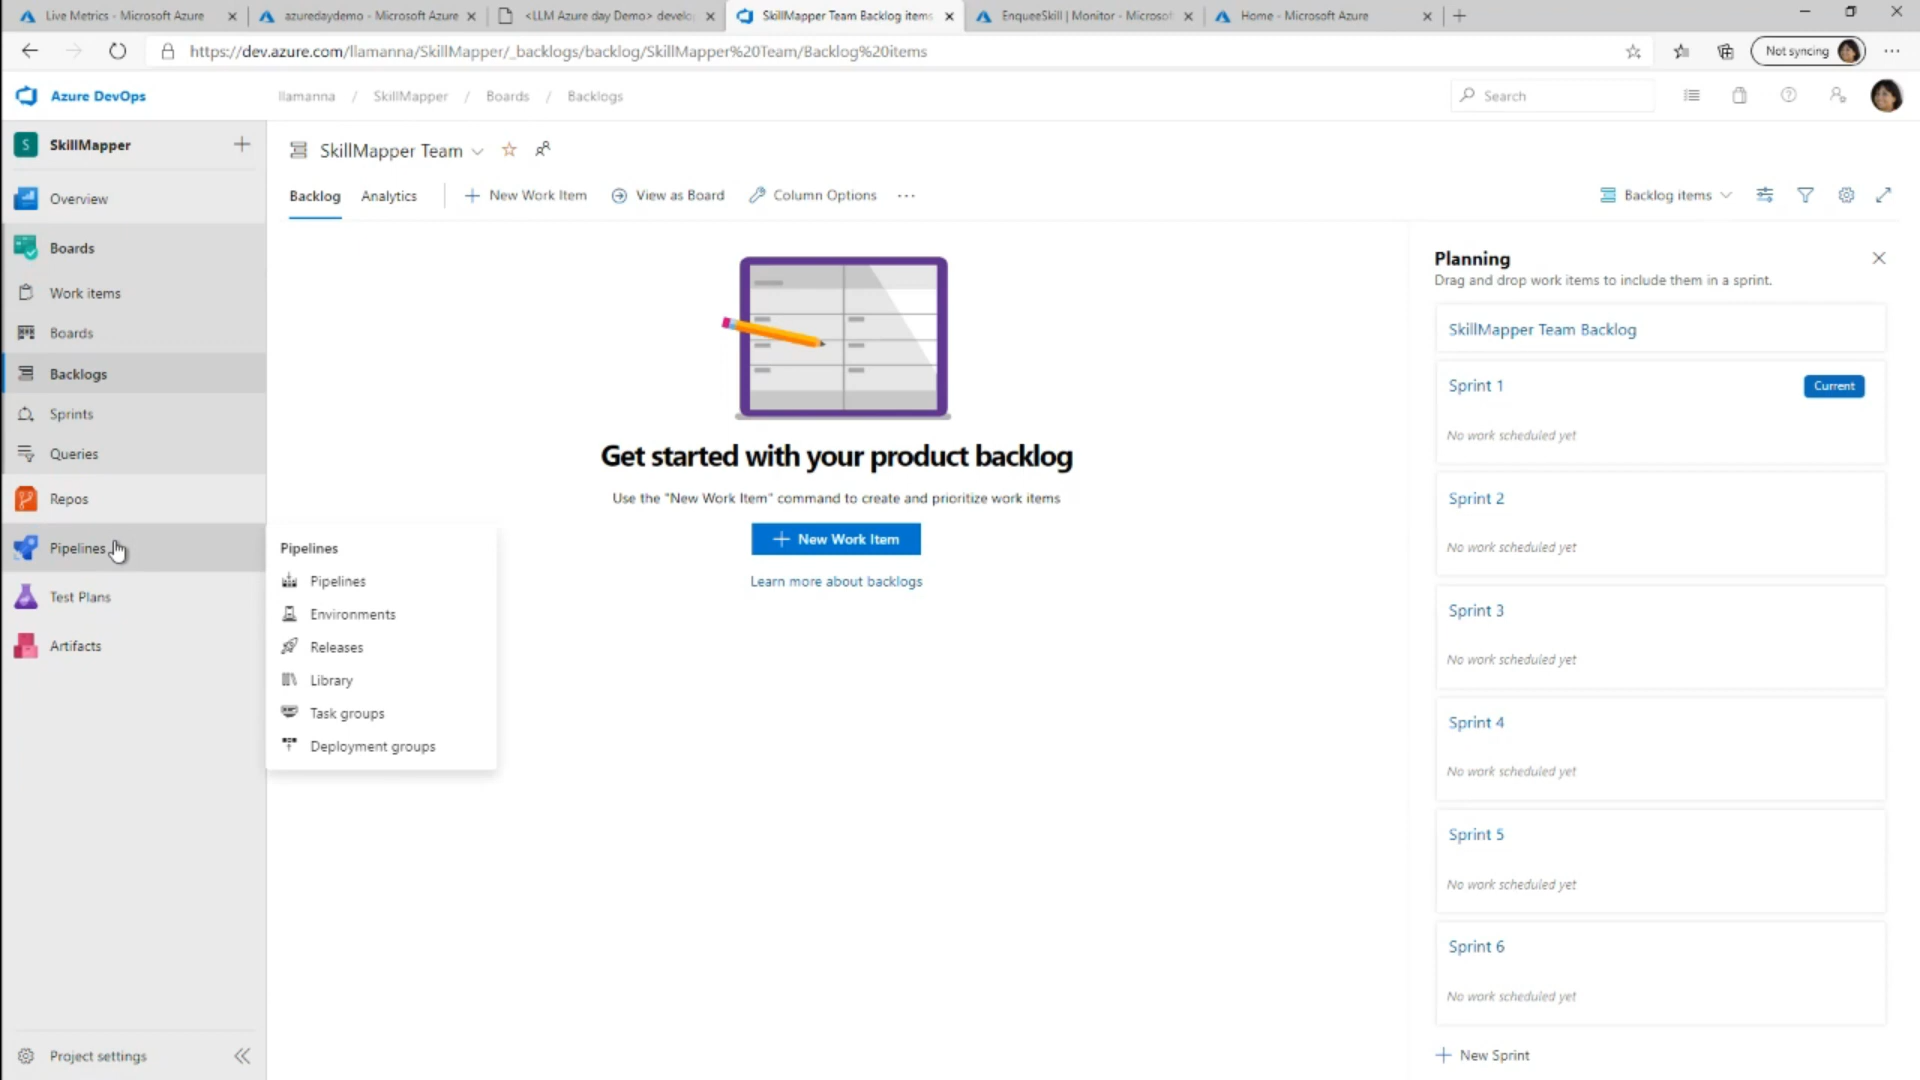 Live Metrics - Microsoft Azure
azuredaydemo - Microsoft Azure
<LLM Azure day Demo> develo
SkillMapper Team Backlog items
EnqueeSkill | Monitor - Microsof
Home - Microsoft Azure
https://dev.azure.com/llamanna/SkillMapper/_backlogs/backlog/SkillMapper%20Team/Backlog%20items
Not syncing
Azure DevOps
llamanna / SkillMapper / Boards / Backlogs
Search
S SkillMapper
Overview
Boards
Work items
Boards
Backlogs
Sprints
Queries
Repos
Pipelines
Test Plans
Artifacts
Project settings
Pipelines
Pipelines
Environments
Releases
Library
Task groups
Deployment groups
SkillMapper Team
Backlog Analytics New Work Item View as Board Column Options
Backlog items
Get started with your product backlog
Use the "New Work Item" command to create and prioritize work items
New Work Item
Learn more about backlogs
Planning
Drag and drop work items to include them in a sprint.
SkillMapper Team Backlog
Sprint 1 Current
No work scheduled yet
Sprint 2
No work scheduled yet
Sprint 3
No work scheduled yet
Sprint 4
No work scheduled yet
Sprint 5
No work scheduled yet
Sprint 6
No work scheduled yet
New Sprint